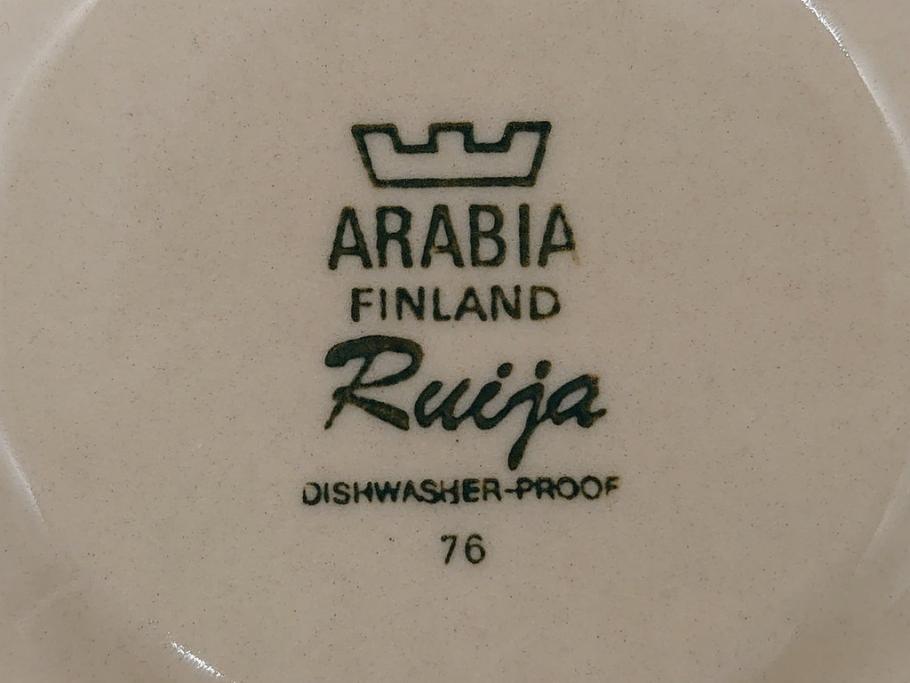 ARABIA
FINLAND
Ruija
DISHWASHER-PROOF
76